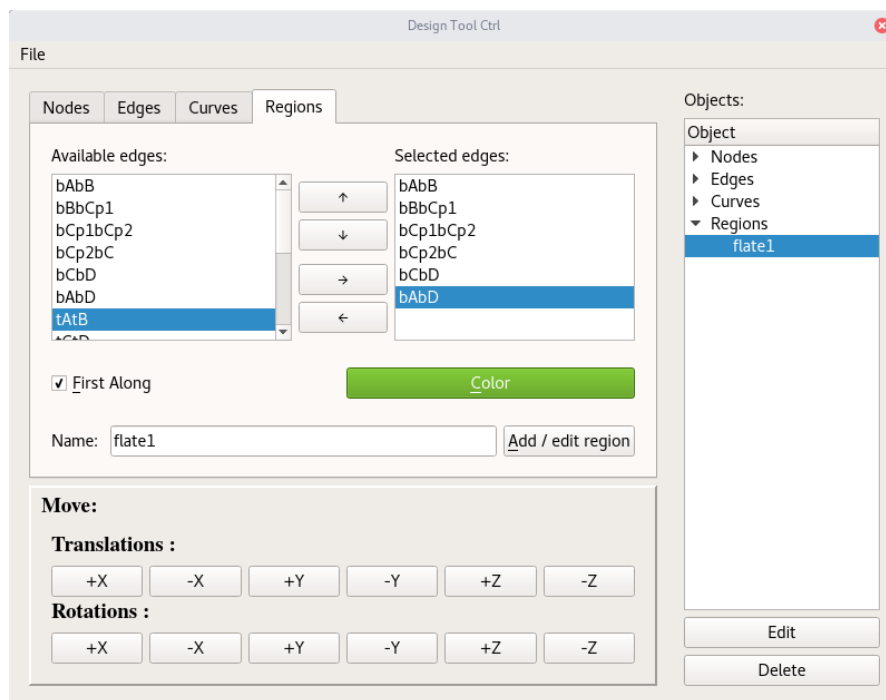 Design Tool Ctrl
File
Nodes Edges Curves Regions
Available edges:
bAbB
bBbCp1
bCp1bCp2
bCp2bC
bCbD
bAbD
tAtB
tCtD
↑
↓
→
←
Selected edges:
bAbB
bBbCp1
bCp1bCp2
bCp2bC
bCbD
bAbD
First Along
Color
Name: flate1 Add / edit region
Move:
Translations :
+X -X +Y -Y +Z -Z
Rotations :
+X -X +Y -Y +Z -Z
Objects:
Object
Nodes
Edges
Curves
Regions
flate1
Edit
Delete